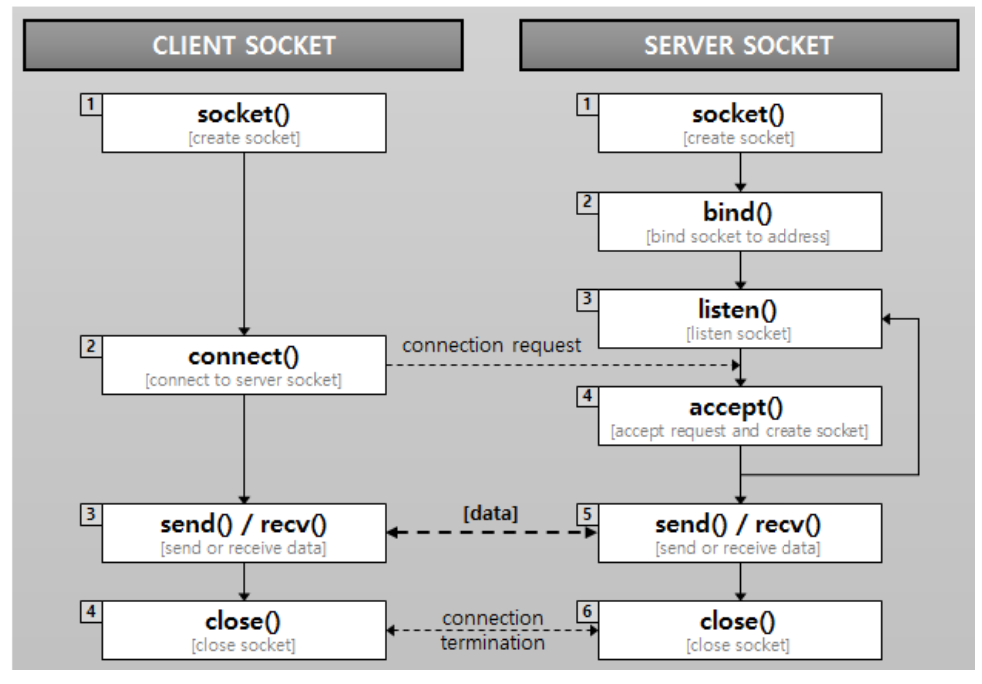 CLIENT SOCKET
1
socket()
[create socket]
2
connect()
[connect to server socket]
3
send() / recv()
[send or receive data]
4
close()
[close socket]
connection request
[data]
connection
termination
SERVER SOCKET
1
socket()
[create socket]
2
bind()
[bind socket to address]
3
listen()
[listen socket]
4
accept()
[accept request and create socket]
5
send() / recv()
[send or receive data]
6
close()
[close socket]